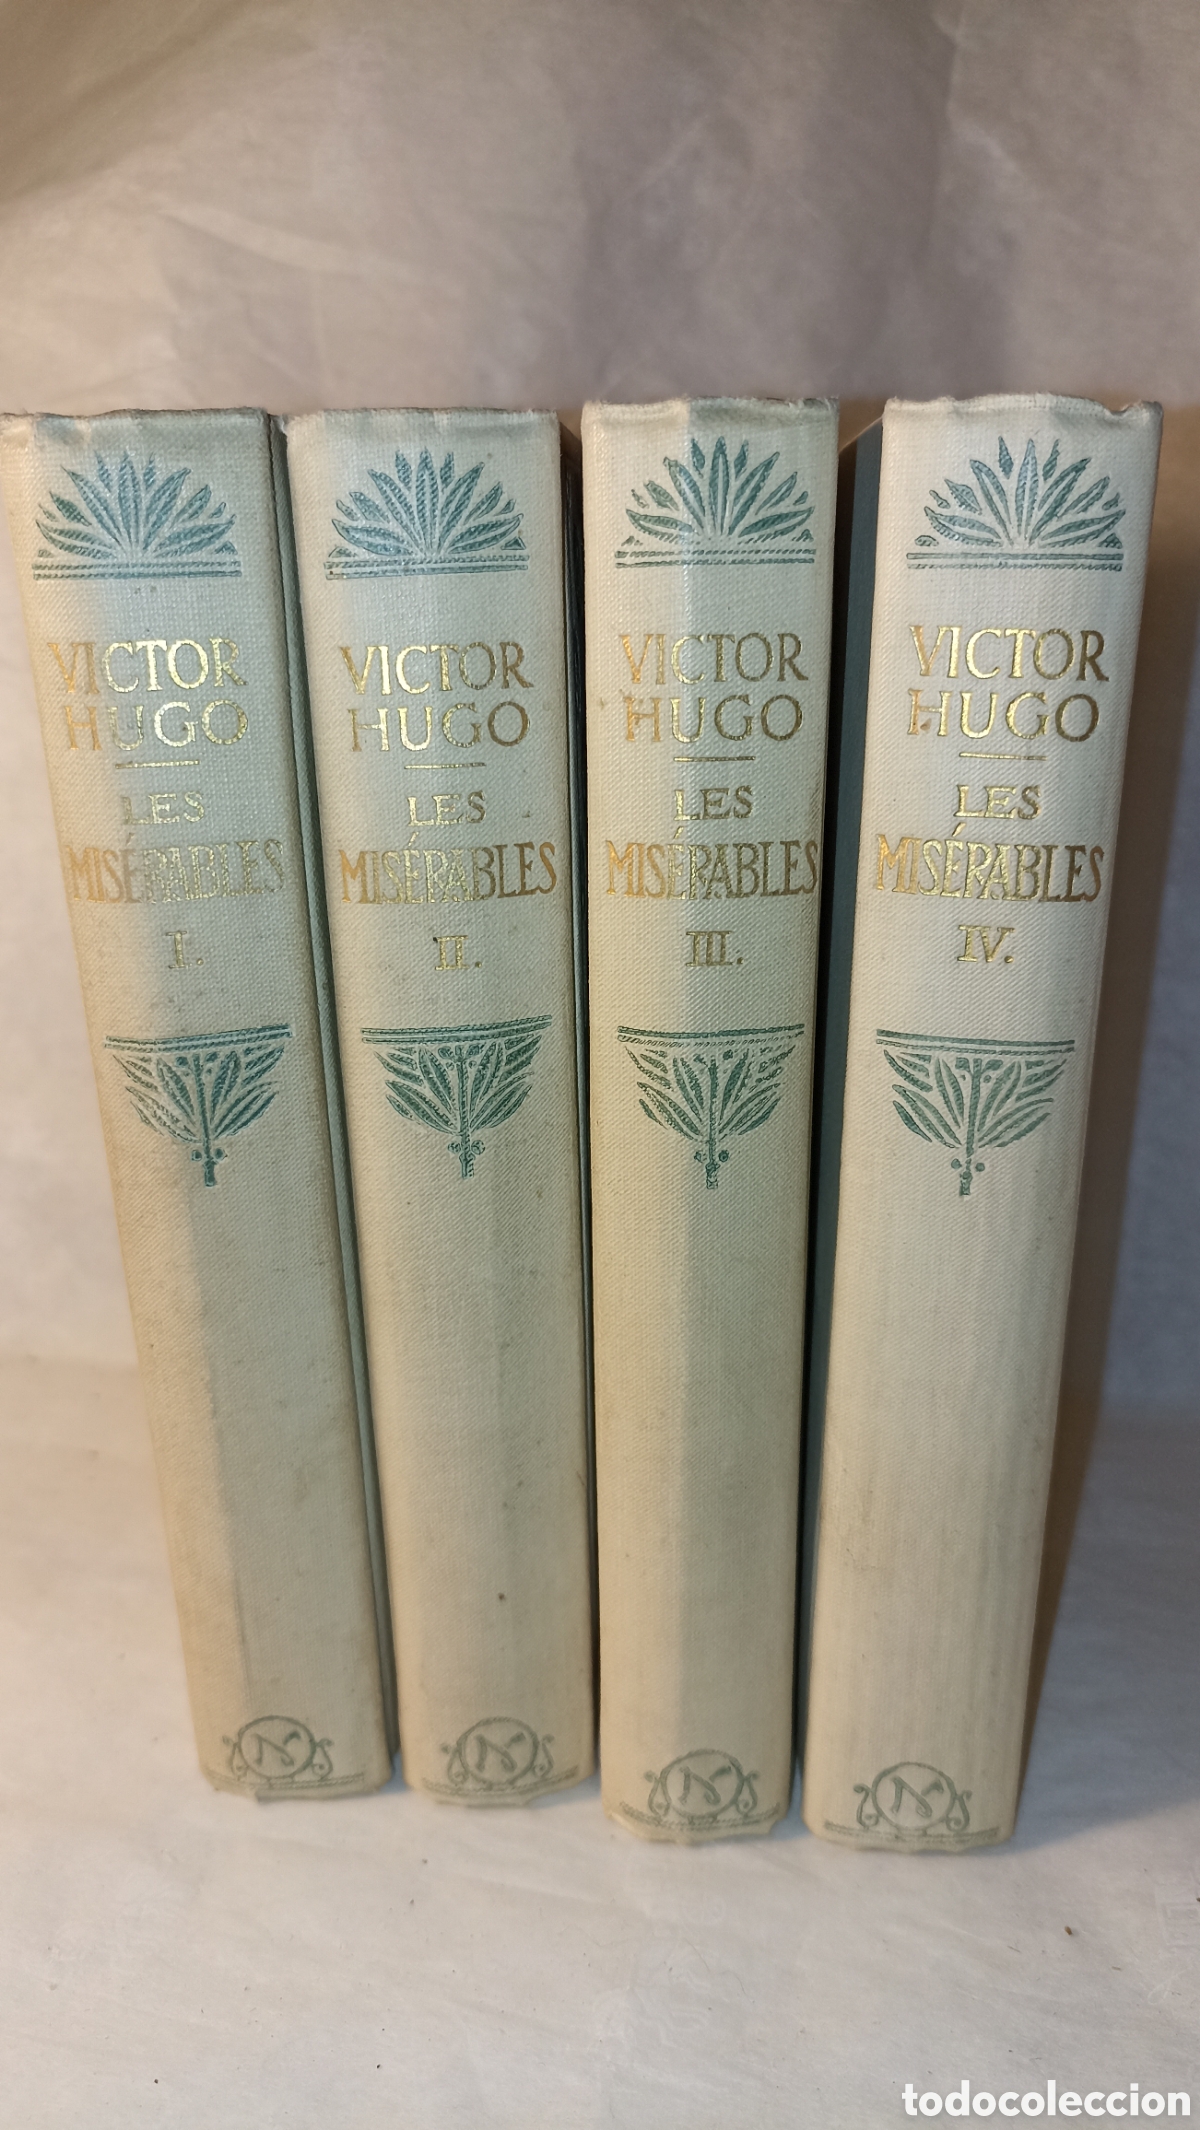 VICTOR
HUGO
LES
MISÉRABLES
I.
VICTOR
HUGO
LES
MISÉRABLES
II.
VICTOR
HUGO
LES
MISÉRABLES
III.
VICTOR
HUGO
LES
MISÉRABLES
IV.
N
N
N
N
todocoleccion